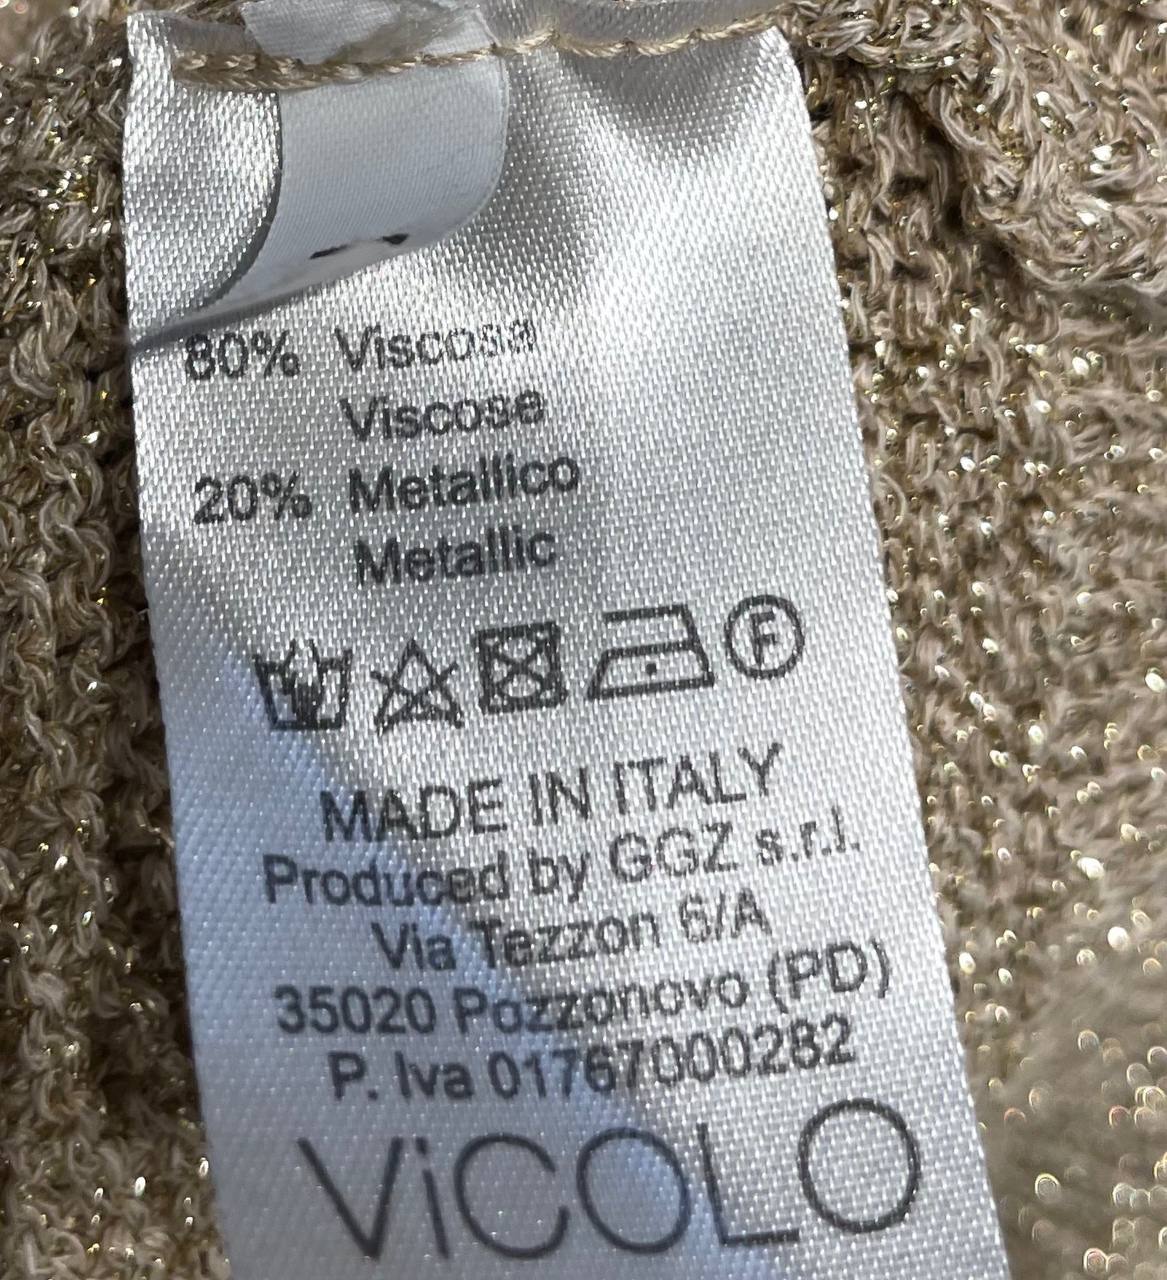 80% Viscosa
Viscose
20% Metallico
Metallic
F
MADE IN ITALY
Produced by GGZ s.r.l.
Via Tezzon 6/A
35020 Pozzonovo (PD)
P. Iva 01767000282
ViCOLO